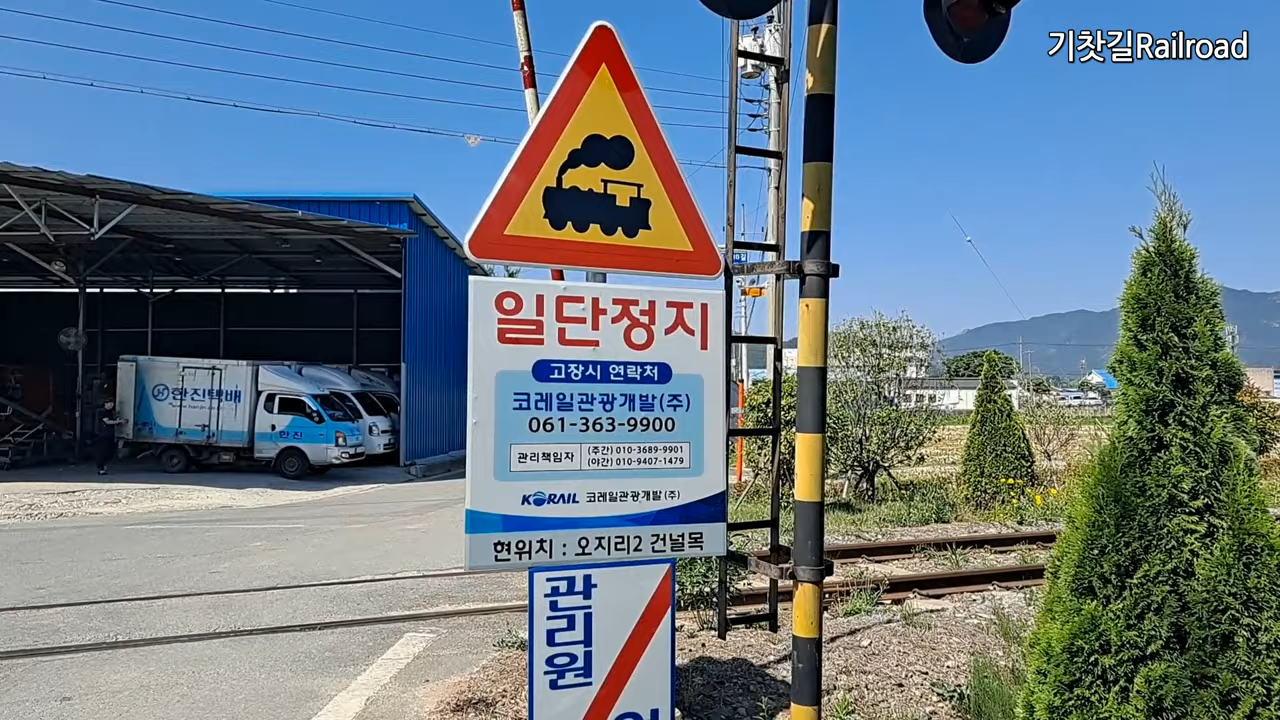 기찻길Railroad
일단정지
고장시 연락처
코레일관광개발(주)
061-363-9900
관리책임자
(주간) 010-3689-9901
(야간) 010-9407-1479
KORAIL 코레일관광개발(주)
현위치 : 오지리2 건널목
관리원
한진택배
한진